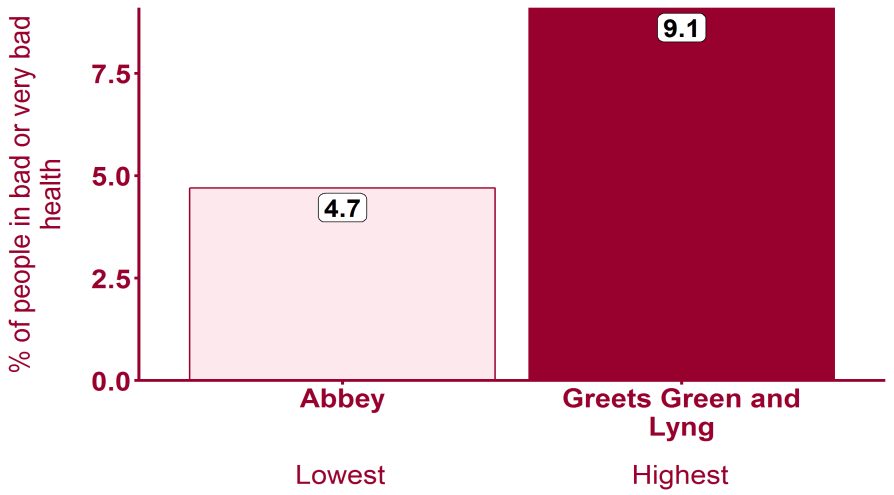 % of people in bad or very bad
health
7.5
5.0
2.5
0.0
4.7
9.1
Abbey
Greets Green and
Lyng
Lowest
Highest